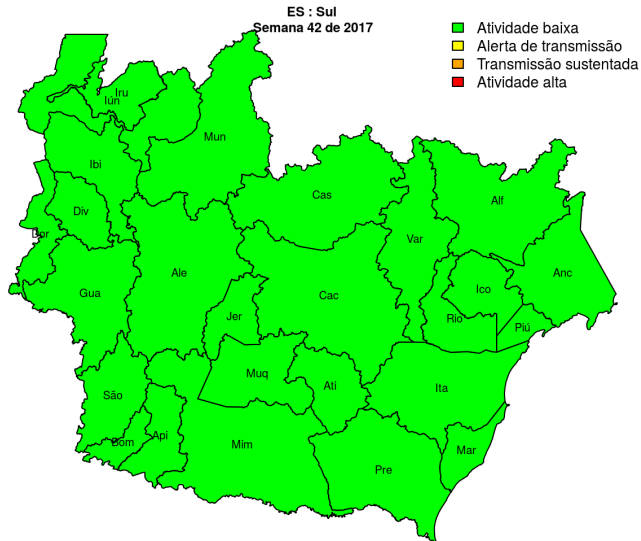 ES : Sul
Semana 42 de 2017
Atividade baixa
Alerta de transmissão
Transmissão sustentada
Atividade alta
Iru
Iún
Mun
Ibi
Cas
Alf
Div
Dor
Var
Ale
Anc
Gua
Cac
Ico
Jer
Rio
Piú
Muq
Ati
Ita
São
Api
Bom
Mim
Mar
Pre